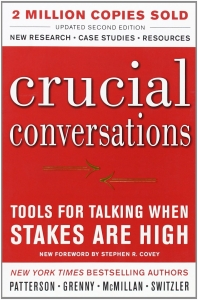 2 MILLION COPIES SOLD
UPDATED SECOND EDITION
NEW RESEARCH • CASE STUDIES • RESOURCES
crucial
conversations
TOOLS FOR TALKING WHEN
STAKES ARE HIGH
NEW FOREWORD BY STEPHEN R. COVEY
NEW YORK TIMES BESTSELLING AUTHORS
PATTERSON • GRENNY • McMILLAN • SWITZLER